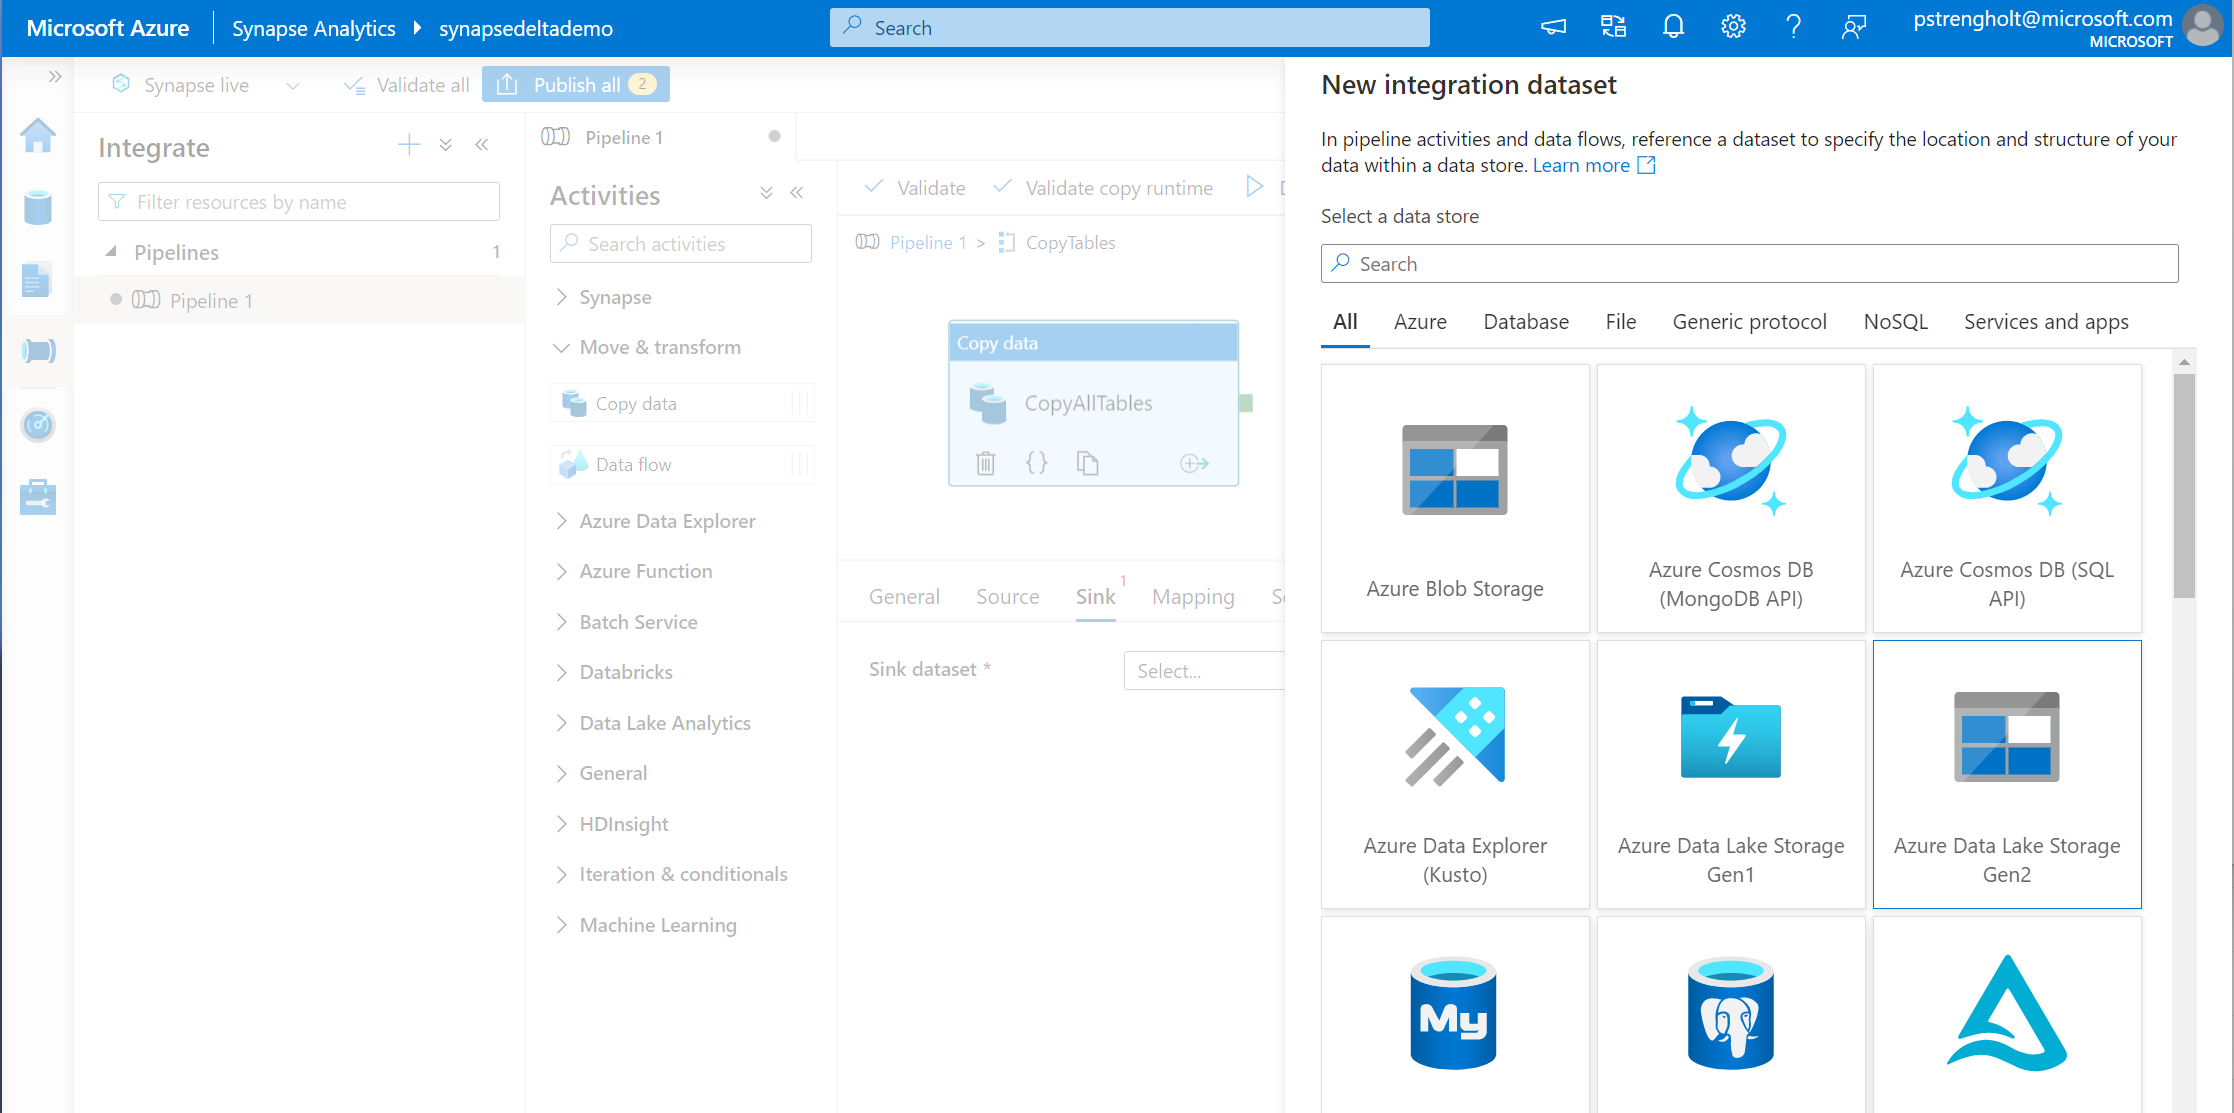 Microsoft Azure
Synapse Analytics
synapsedeltademo
Search
pstrengholt@microsoft.com
MICROSOFT
Synapse live
Validate all
Publish all 2
Integrate
Filter resources by name
Pipelines 1
Pipeline 1
Pipeline 1
Activities
Search activities
Synapse
Move & transform
Copy data
Data flow
Azure Data Explorer
Azure Function
Batch Service
Databricks
Data Lake Analytics
General
HDInsight
Iteration & conditionals
Machine Learning
Validate Validate copy runtime
Pipeline 1 > CopyTables
Copy data
CopyAllTables
{}
General Source Sink 1 Mapping
Sink dataset *
Select...
New integration dataset
In pipeline activities and data flows, reference a dataset to specify the location and structure of your
data within a data store. Learn more
Select a data store
Search
All Azure Database File Generic protocol NoSQL Services and apps
Azure Blob Storage
Azure Cosmos DB
(MongoDB API)
Azure Cosmos DB (SQL
API)
Azure Data Explorer
(Kusto)
Azure Data Lake Storage
Gen1
Azure Data Lake Storage
Gen2
My